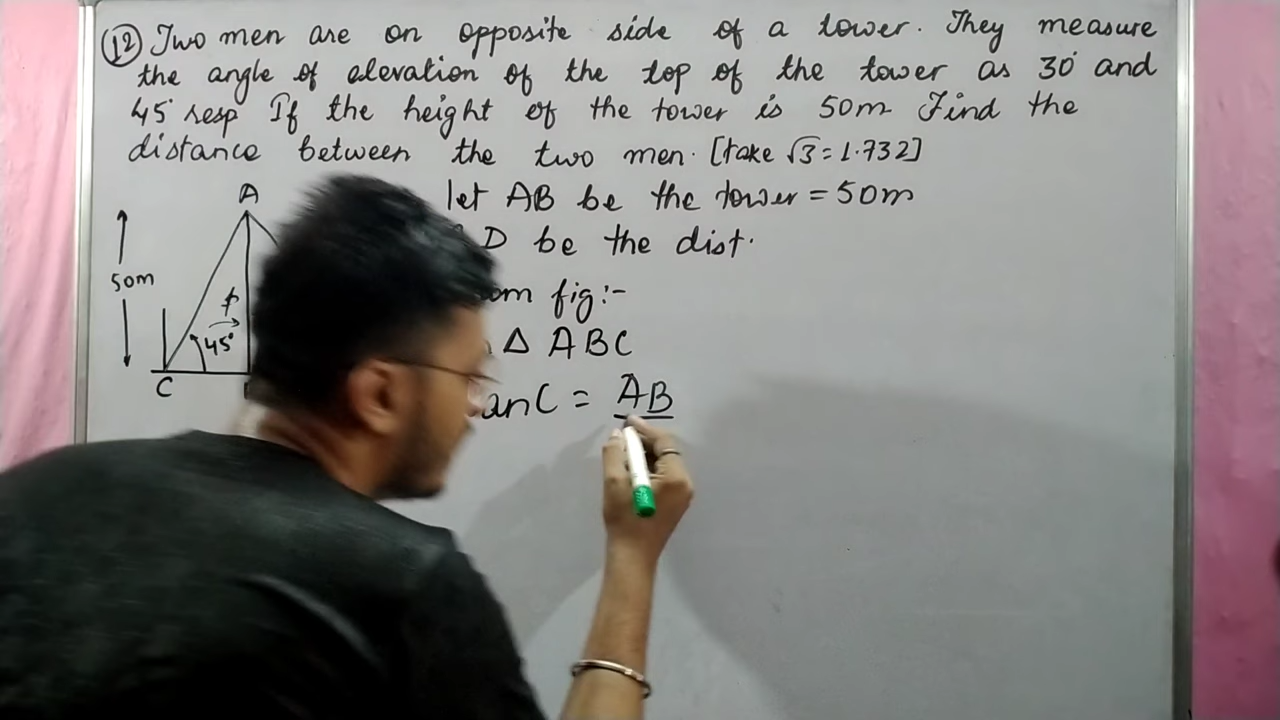 12 Two men are on opposite side of a tower. They measure
the angle of elevation of the top of the tower as 30° and
45° resp If the height of the tower is 50m Find the
distance between the two men. [take √3 = 1.732]
let AB be the tower = 50m
D be the dist.
fig:-
Δ ABC
anC = AB
A
50m
45°
C